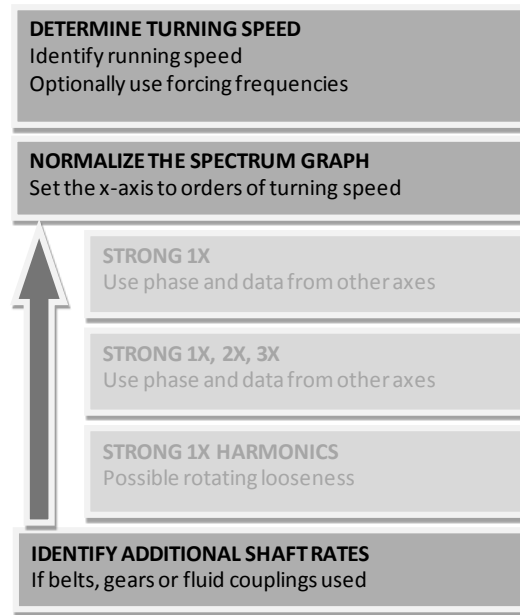 DETERMINE TURNING SPEED
Identify running speed
Optionally use forcing frequencies
NORMALIZE THE SPECTRUM GRAPH
Set the x-axis to orders of turning speed
STRONG 1X
Use phase and data from other axes
STRONG 1X, 2X, 3X
Use phase and data from other axes
STRONG 1X HARMONICS
Possible rotating looseness
IDENTIFY ADDITIONAL SHAFT RATES
If belts, gears or fluid couplings used